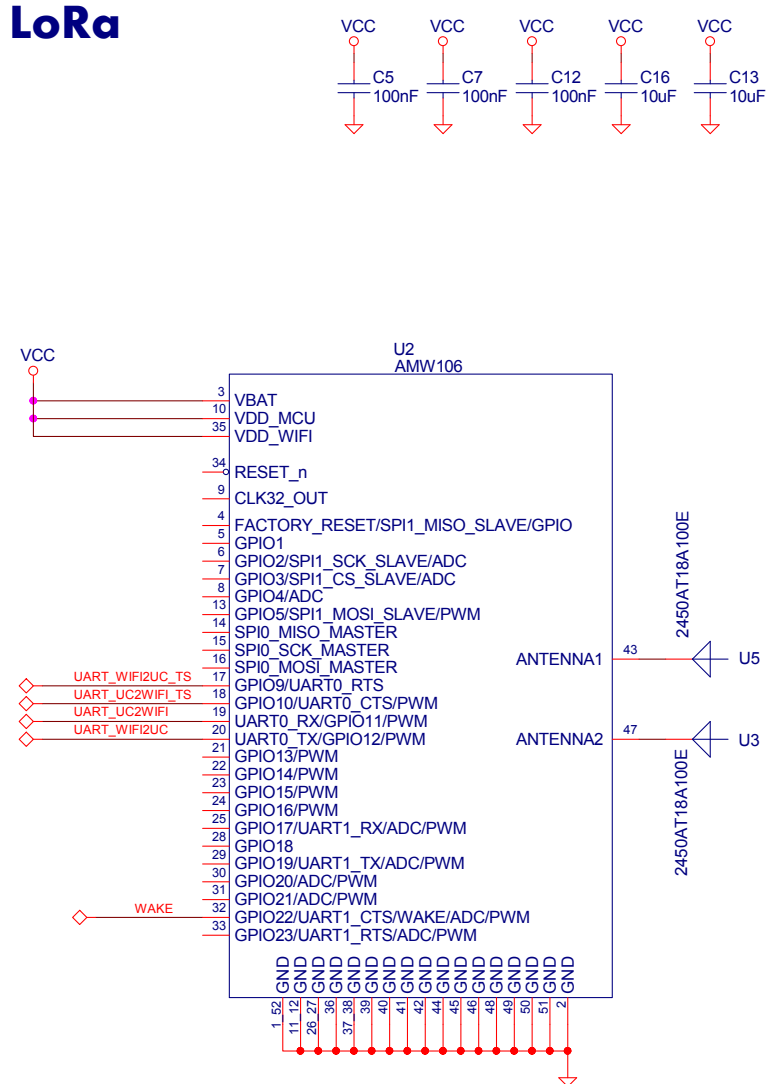 LoRa
VCC VCC VCC VCC VCC
C5 C7 C12 C16 C13
100nF 100nF 100nF 10uF 10uF
VCC
U2
AMW106
3 VBAT
10 VDD_MCU
35 VDD_WIFI
34 RESET_n
9 CLK32_OUT
4 FACTORY_RESET/SPI1_MISO_SLAVE/GPIO
5 GPIO1
6 GPIO2/SPI1_SCK_SLAVE/ADC
7 GPIO3/SPI1_CS_SLAVE/ADC
8 GPIO4/ADC
13 GPIO5/SPI1_MOSI_SLAVE/PWM
14 SPI0_MISO_MASTER
15 SPI0_SCK_MASTER
16 SPI0_MOSI_MASTER
UART_WIFI2UC_TS 17 GPIO9/UART0_RTS
UART_UC2WIFI_TS 18 GPIO10/UART0_CTS/PWM
UART_UC2WIFI 19 UART0_RX/GPIO11/PWM
UART_WIFI2UC 20 UART0_TX/GPIO12/PWM
21 GPIO13/PWM
22 GPIO14/PWM
23 GPIO15/PWM
24 GPIO16/PWM
25 GPIO17/UART1_RX/ADC/PWM
28 GPIO18
29 GPIO19/UART1_TX/ADC/PWM
30 GPIO20/ADC/PWM
31 GPIO21/ADC/PWM
WAKE 32 GPIO22/UART1_CTS/WAKE/ADC/PWM
33 GPIO23/UART1_RTS/ADC/PWM
2450AT18A100E
ANTENNA1 43 U5
ANTENNA2 47 U3
2450AT18A100E
GND GND GND GND GND GND GND GND GND GND GND GND GND GND GND GND GND
1_52 11_12 26_27 36 37_38 39 40 41 42 44 45 46 48 49 50 51 2